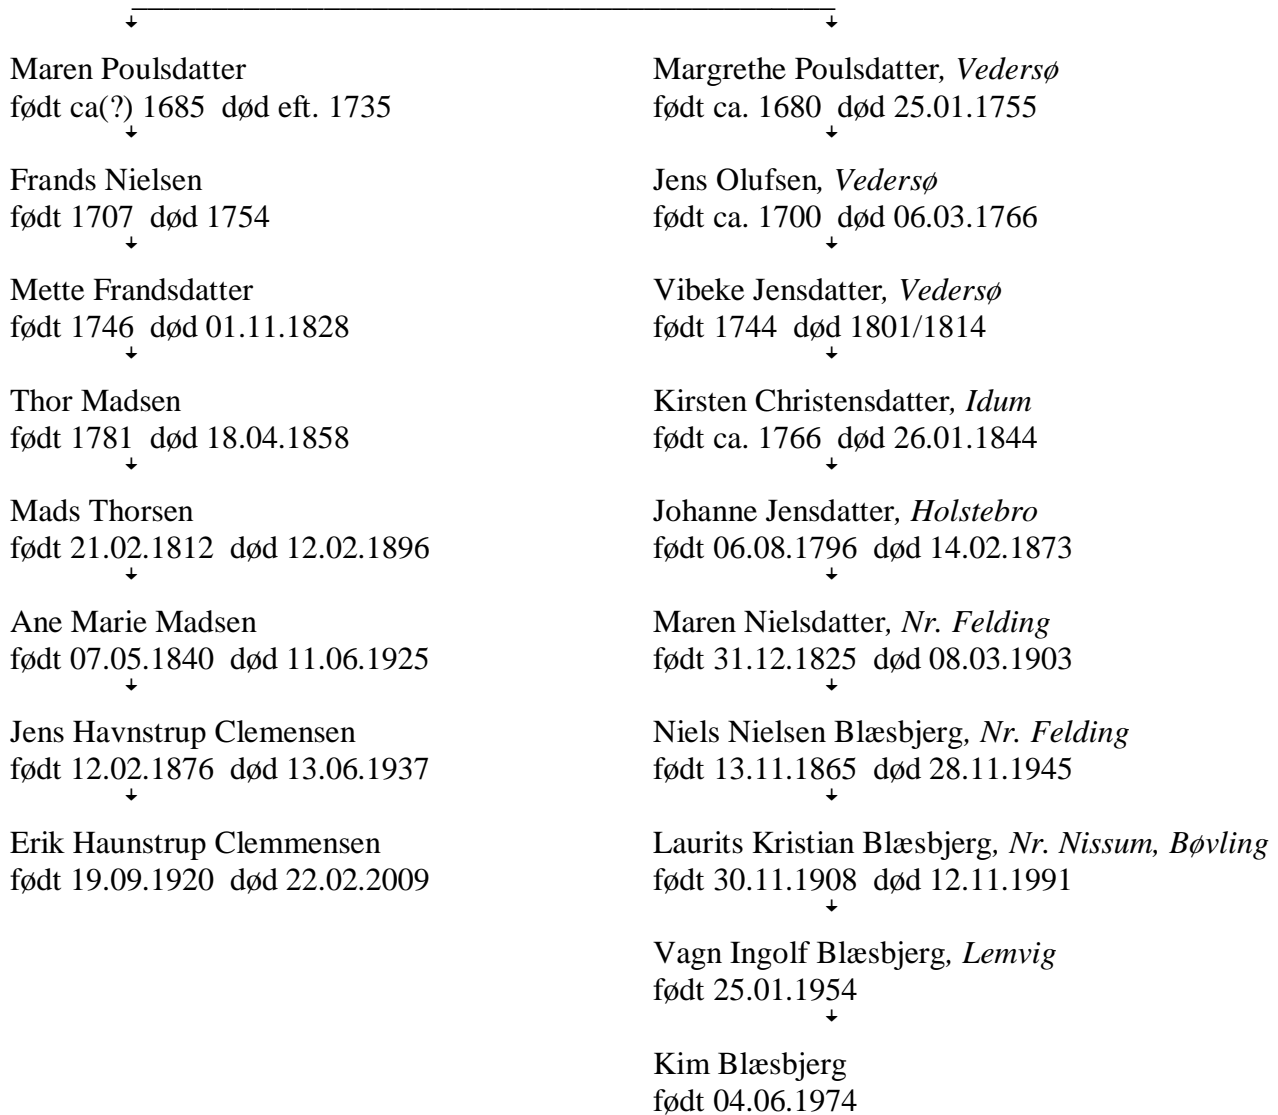 Maren Poulsdatter
født ca(?) 1685 død eft. 1735
Frands Nielsen
født 1707 død 1754
Mette Frandsdatter
født 1746 død 01.11.1828
Thor Madsen
født 1781 død 18.04.1858
Mads Thorsen
født 21.02.1812 død 12.02.1896
Ane Marie Madsen
født 07.05.1840 død 11.06.1925
Jens Havnstrup Clemensen
født 12.02.1876 død 13.06.1937
Erik Haunstrup Clemmensen
født 19.09.1920 død 22.02.2009
Margrethe Poulsdatter, Vedersø
født ca. 1680 død 25.01.1755
Jens Olufsen, Vedersø
født ca. 1700 død 06.03.1766
Vibeke Jensdatter, Vedersø
født 1744 død 1801/1814
Kirsten Christensdatter, Idum
født ca. 1766 død 26.01.1844
Johanne Jensdatter, Holstebro
født 06.08.1796 død 14.02.1873
Maren Nielsdatter, Nr. Felding
født 31.12.1825 død 08.03.1903
Niels Nielsen Blæsbjerg, Nr. Felding
født 13.11.1865 død 28.11.1945
Laurits Kristian Blæsbjerg, Nr. Nissum, Bøvling
født 30.11.1908 død 12.11.1991
Vagn Ingolf Blæsbjerg, Lemvig
født 25.01.1954
Kim Blæsbjerg
født 04.06.1974